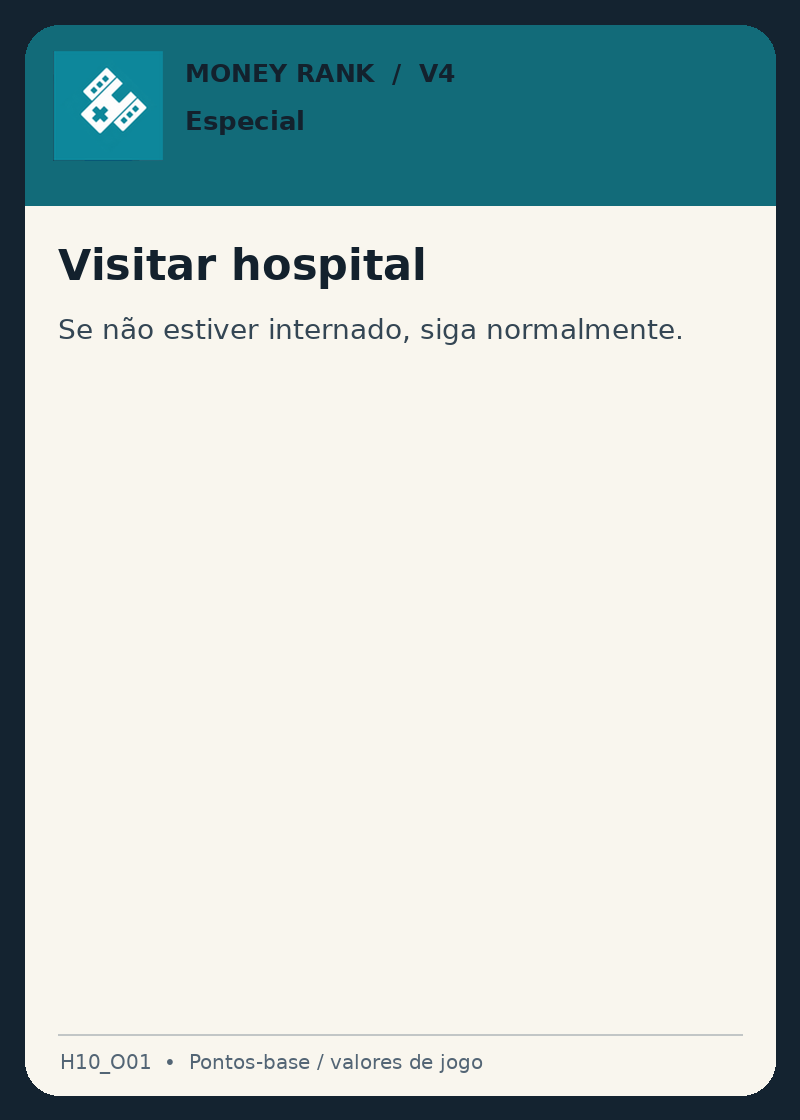 MONEY RANK / V4
Especial
Visitar hospital
Se não estiver internado, siga normalmente.
H10_O01 • Pontos-base / valores de jogo